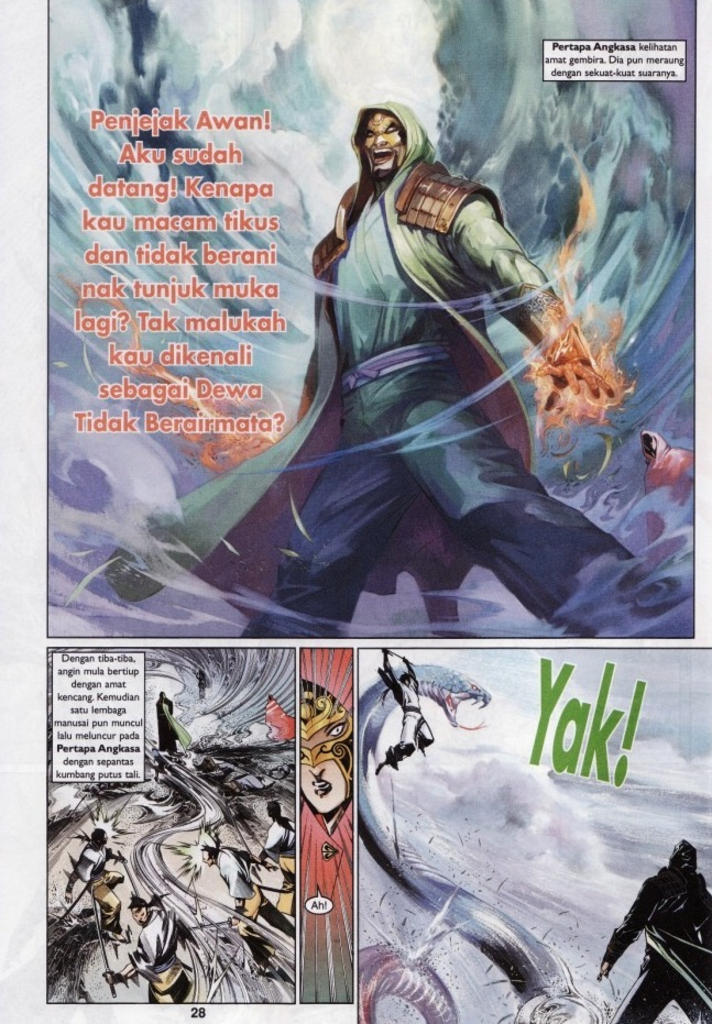 Pertapa Angkasa kelihatan
amat gembira. Dia pun meraung
dengan sekuat-kuat suaranya.
Penjejak Awan!
Aku sudah
datang! Kenapa
kau macam tikus
dan tidak berani
nak tunjuk muka
lagi? Tak malukah
kau dikenali
sebagai Dewa
Tidak Berairmata?
Dengan tiba-tiba,
angin mula bertiup
dengan amat
kencang. Kemudian
satu lembaga
manusai pun muncul
lalu meluncur pada
Pertapa Angkasa
dengan sepantas
kumbang putus tali.
Ah!
Yak!
28